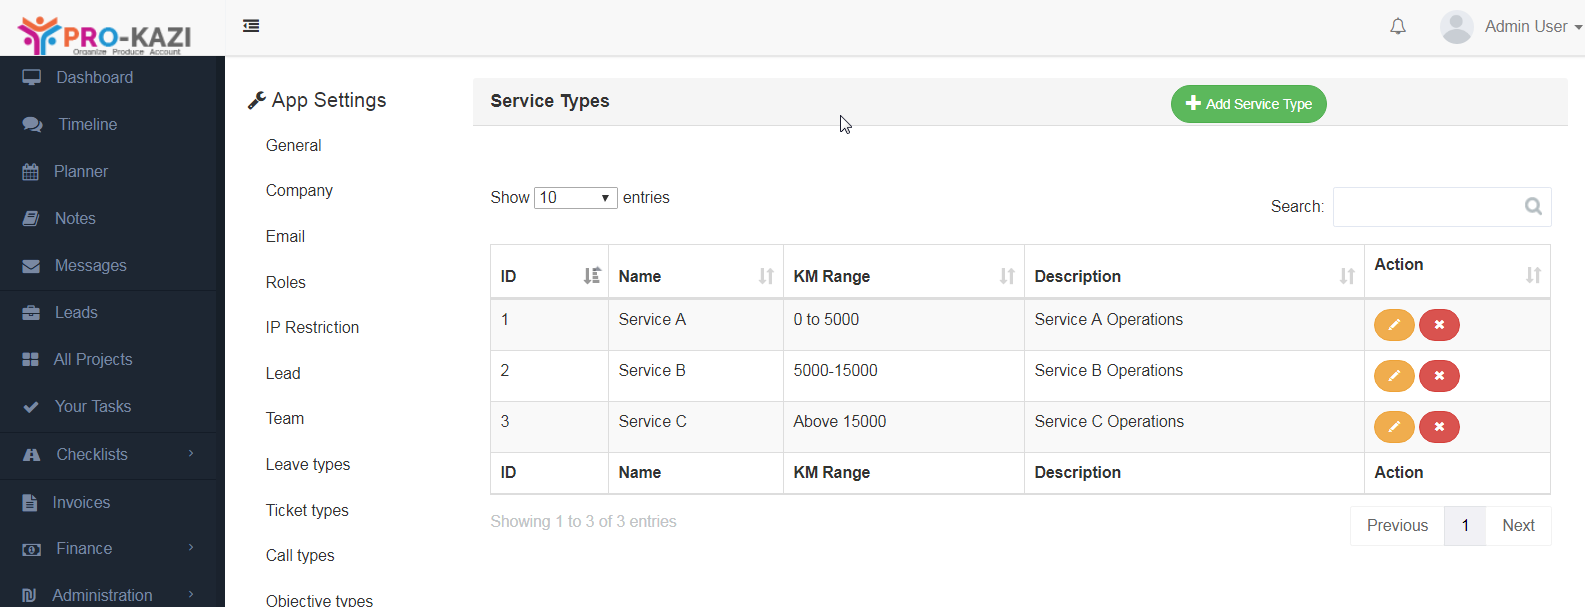 PRO-KAZI
Organize Produce Account
Admin User
Dashboard
Timeline
Planner
Notes
Messages
Leads
All Projects
Your Tasks
Checklists
Invoices
Finance
Administration
App Settings
General
Company
Email
Roles
IP Restriction
Lead
Team
Leave types
Ticket types
Call types
Objective types
Service Types
Add Service Type
Show 10 entries
Search:
ID Name KM Range Description Action
1 Service A 0 to 5000 Service A Operations
2 Service B 5000-15000 Service B Operations
3 Service C Above 15000 Service C Operations
ID Name KM Range Description Action
Showing 1 to 3 of 3 entries
Previous 1 Next